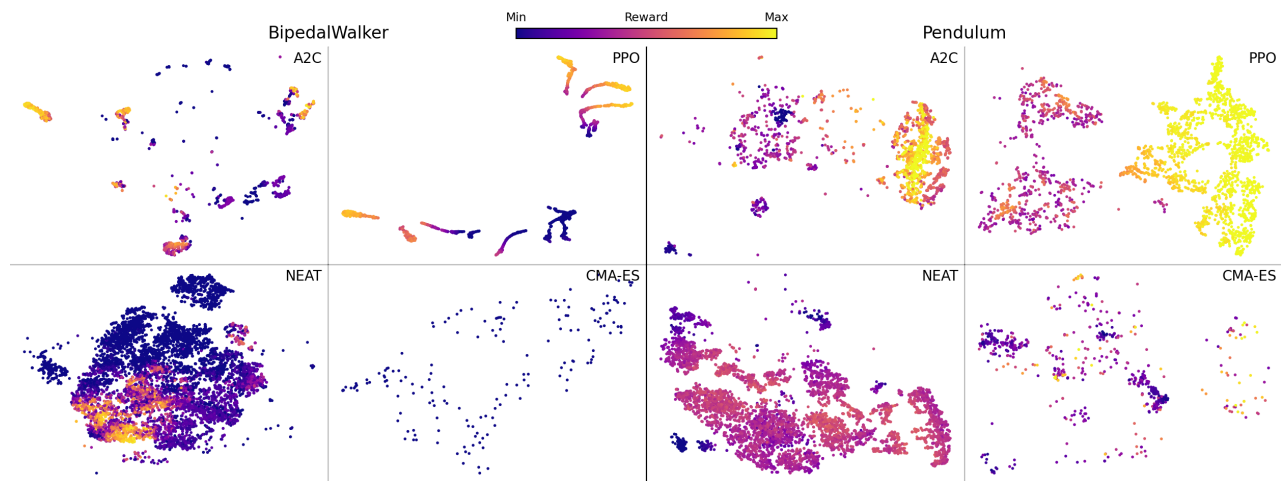 Min Reward Max
BipedalWalker Pendulum
A2C PPO A2C PPO
NEAT CMA-ES NEAT CMA-ES